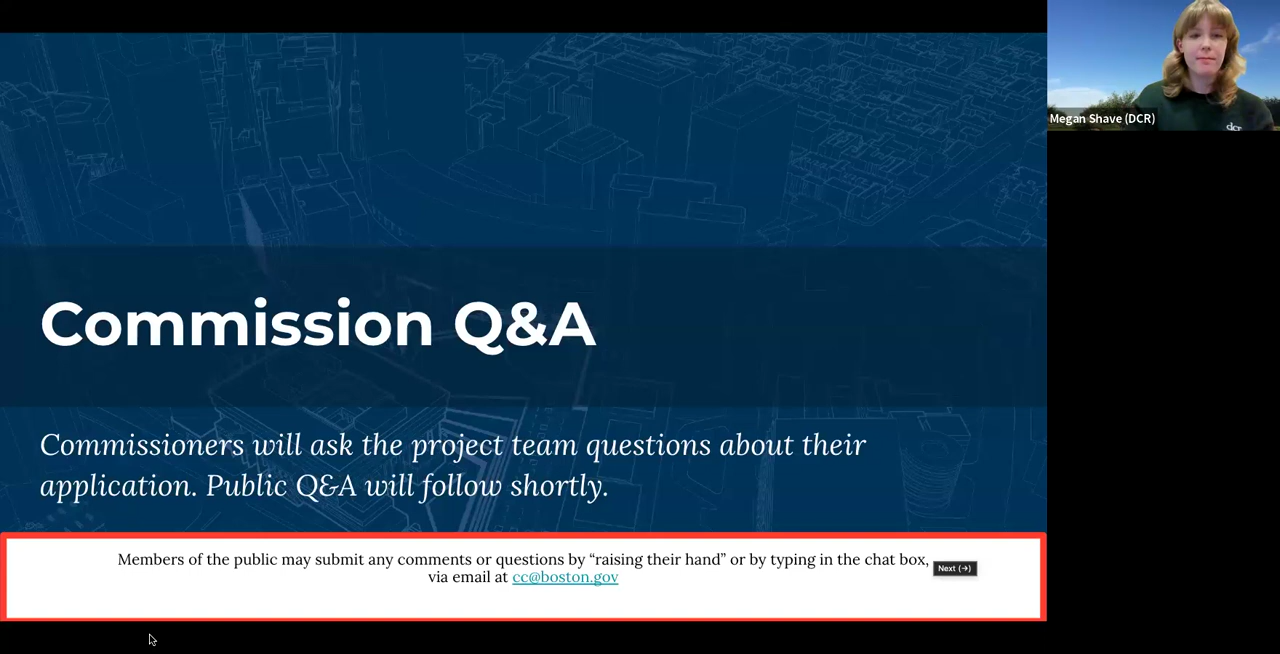 Commission Q&A
Commissioners will ask the project team questions about their
application. Public Q&A will follow shortly.
Members of the public may submit any comments or questions by “raising their hand” or by typing in the chat box,
via email at cc@boston.gov
Next (→)
Megan Shave (DCR)
dcr